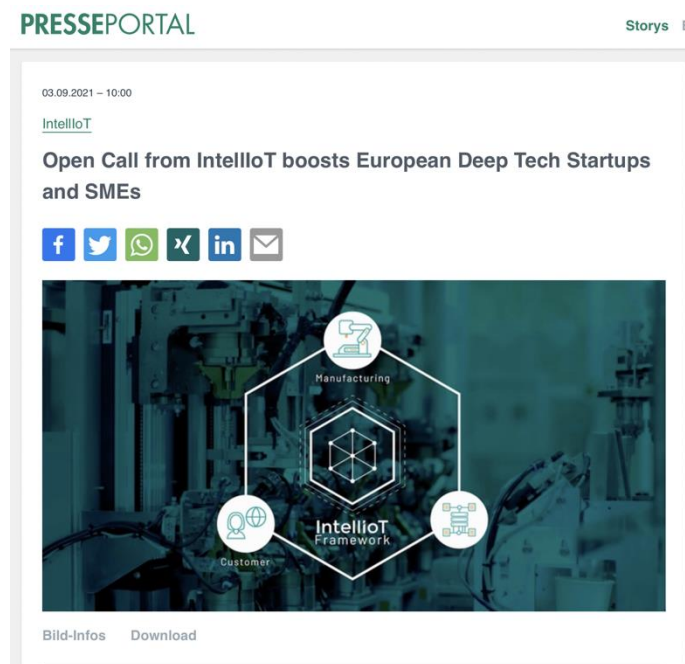 PRESSEPORTAL
Storys
03.09.2021 – 10:00
IntellIoT
Open Call from IntellIoT boosts European Deep Tech Startups
and SMEs
Manufacturing
IntellIoT
Framework
Customer
Bild-Infos Download